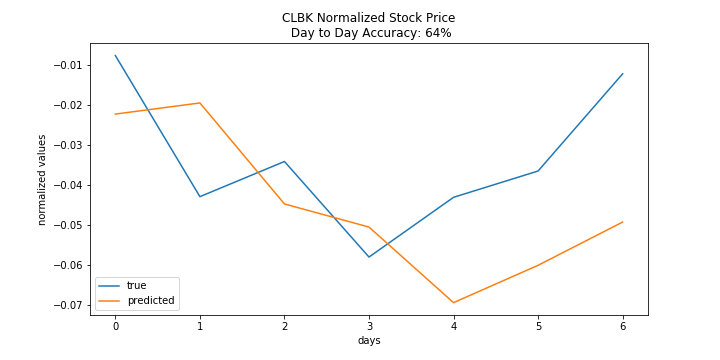 CLBK Normalized Stock Price
Day to Day Accuracy: 64%
normalized values
−0.01
−0.02
−0.03
−0.04
−0.05
−0.06
−0.07
true
predicted
0 1 2 3 4 5 6
days